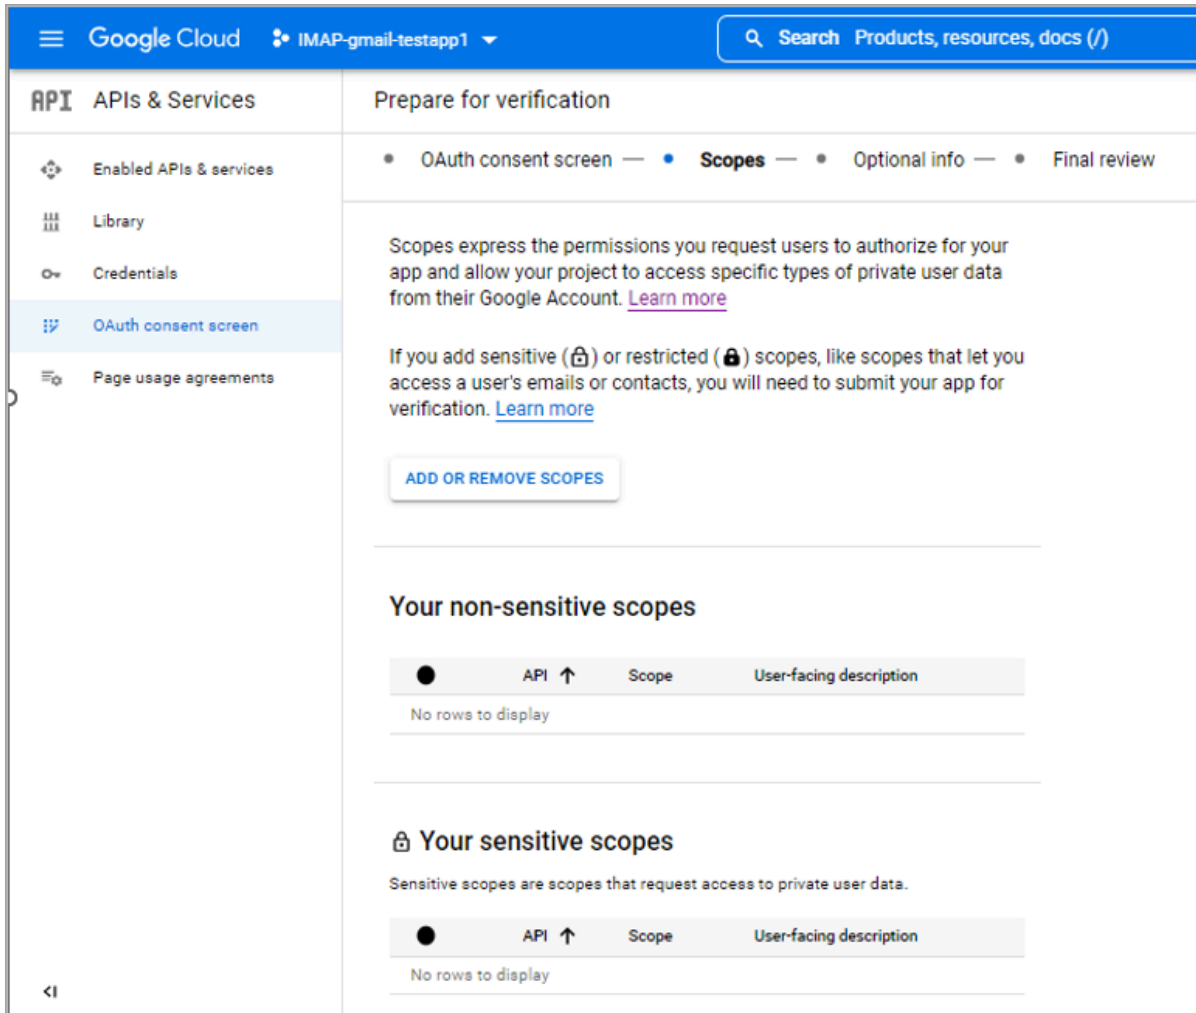 Google Cloud
IMAP-gmail-testapp1
Search Products, resources, docs (/)
API APIs & Services
Enabled APIs & services
Library
Credentials
OAuth consent screen
Page usage agreements
Prepare for verification
OAuth consent screen — Scopes — Optional info — Final review
Scopes express the permissions you request users to authorize for your
app and allow your project to access specific types of private user data
from their Google Account. Learn more
If you add sensitive () or restricted () scopes, like scopes that let you
access a user's emails or contacts, you will need to submit your app for
verification. Learn more
ADD OR REMOVE SCOPES
Your non-sensitive scopes
API Scope User-facing description
No rows to display
Your sensitive scopes
Sensitive scopes are scopes that request access to private user data.
API Scope User-facing description
No rows to display